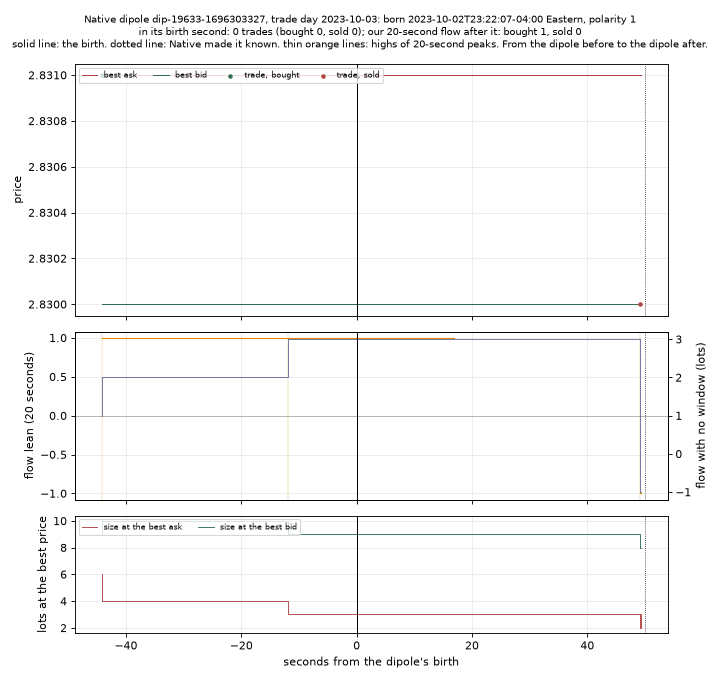 Native dipole dip-19633-1696303327, trade day 2023-10-03: born 2023-10-02T23:22:07-04:00 Eastern, polarity 1
in its birth second: 0 trades (bought 0, sold 0); our 20-second flow after it: bought 1, sold 0
solid line: the birth. dotted line: Native made it known. thin orange lines: highs of 20-second peaks. From the dipole before to the dipole after.
best ask best bid trade, bought trade, sold
2.8310
2.8308
2.8306
2.8304
2.8302
2.8300
price
1.0
0.5
0.0
−0.5
−1.0
flow lean (20 seconds)
3
2
1
0
−1
flow with no window (lots)
size at the best ask size at the best bid
10
8
6
4
2
lots at the best price
−40 −20 0 20 40
seconds from the dipole's birth